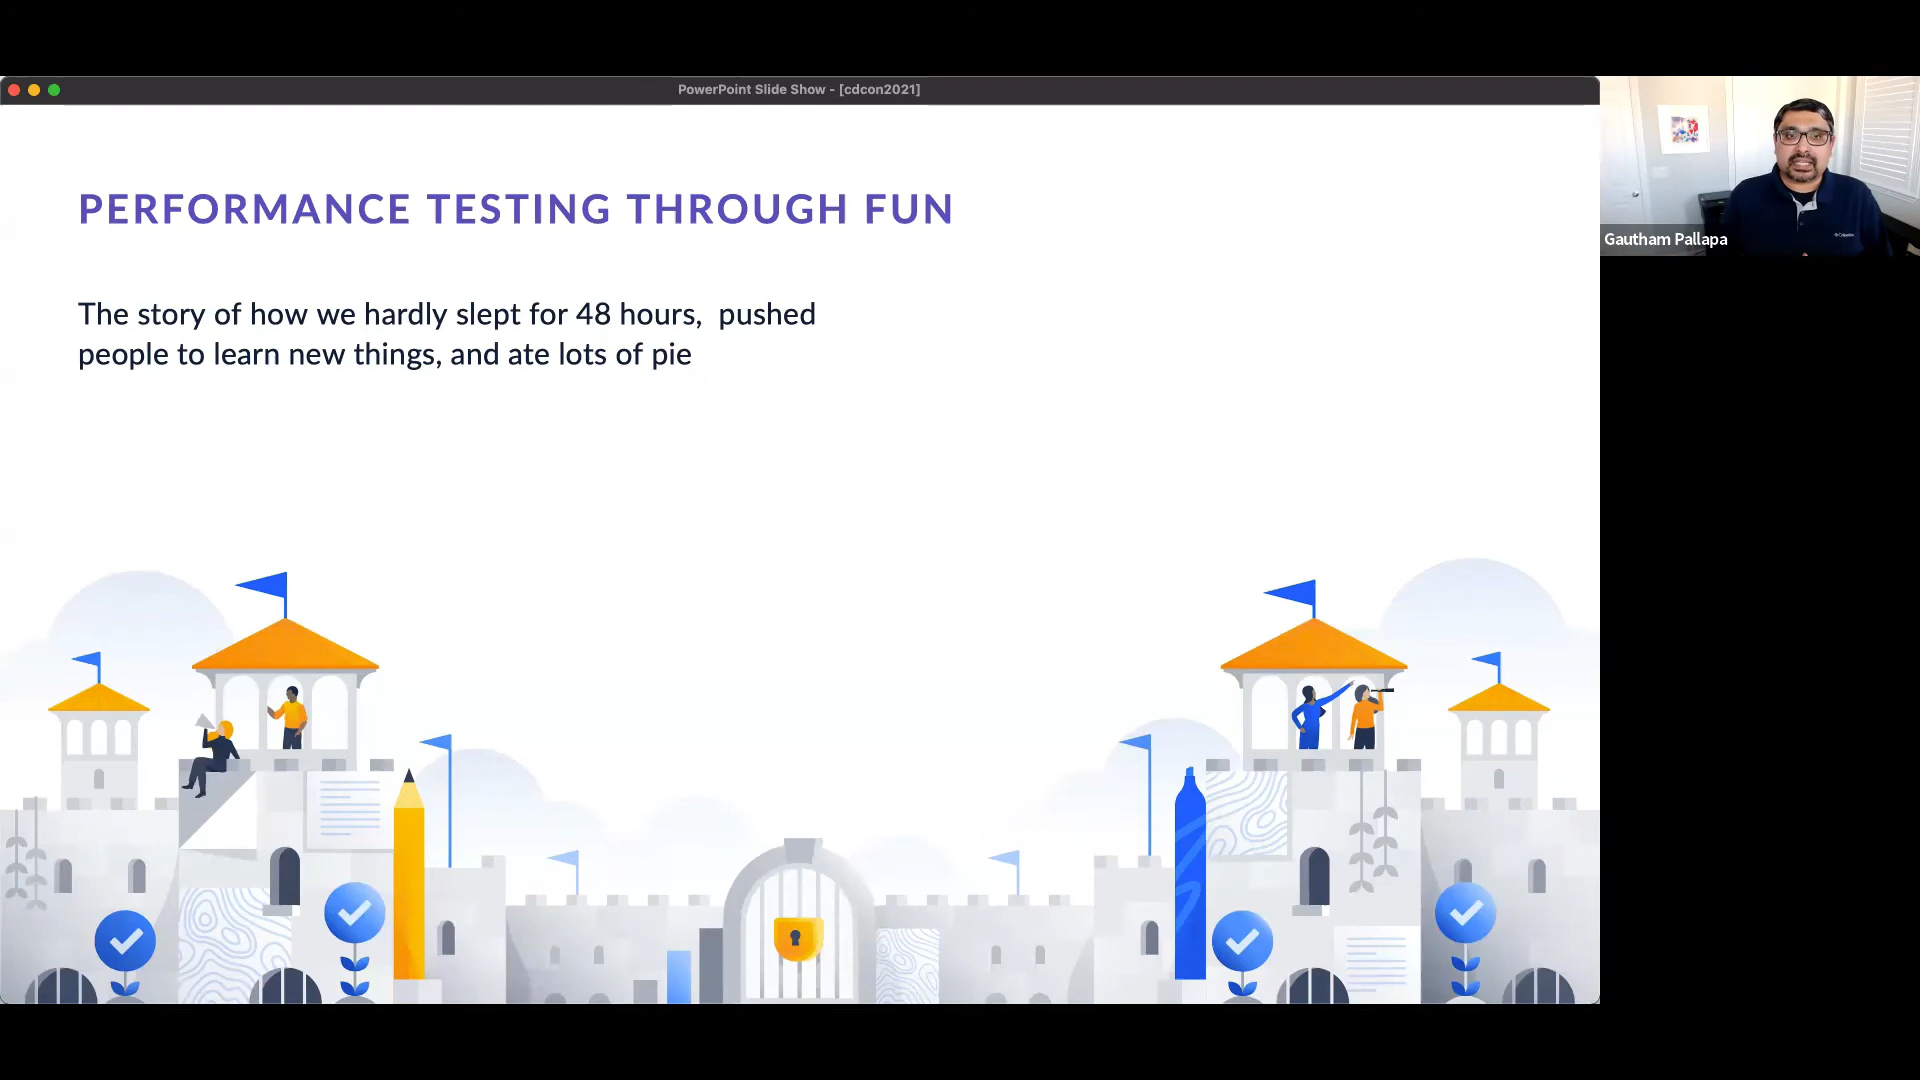 PowerPoint Slide Show - [cdcon2021]
PERFORMANCE TESTING THROUGH FUN
The story of how we hardly slept for 48 hours,  pushed
people to learn new things, and ate lots of pie
Gautham Pallapa